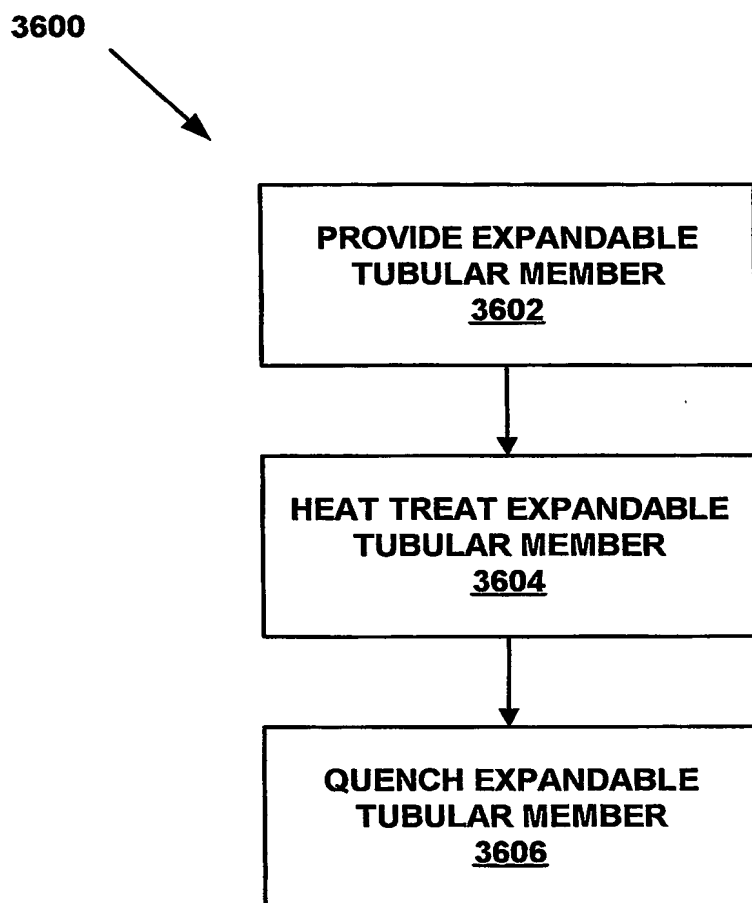 3600
PROVIDE EXPANDABLE
TUBULAR MEMBER
3602
HEAT TREAT EXPANDABLE
TUBULAR MEMBER
3604
QUENCH EXPANDABLE
TUBULAR MEMBER
3606